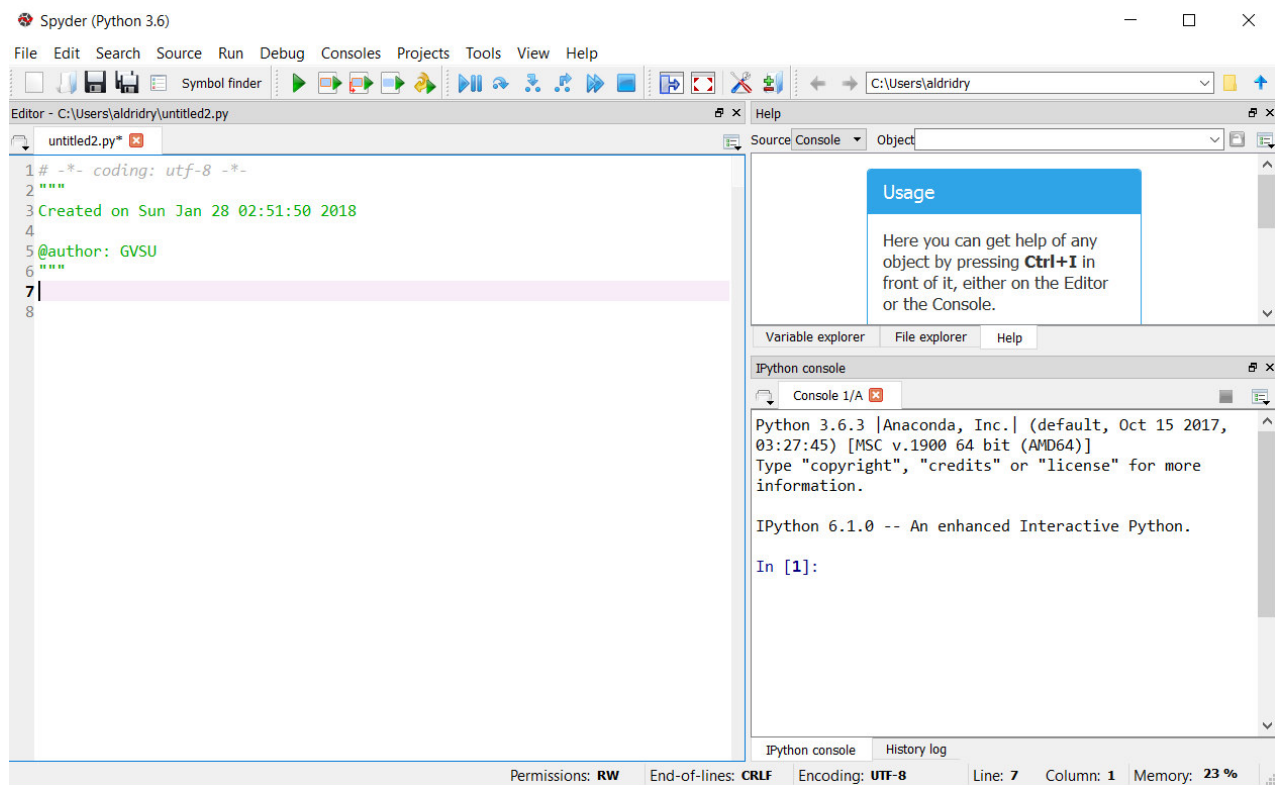 Spyder (Python 3.6)
File Edit Search Source Run Debug Consoles Projects Tools View Help
Symbol finder
C:\Users\aldridry
Editor - C:\Users\aldridry\untitled2.py
untitled2.py*
1 # -*- coding: utf-8 -*-
2 """
3 Created on Sun Jan 28 02:51:50 2018
4
5 @author: GVSU
6 """
7
8
Help
Source Console Object
Usage
Here you can get help of any
object by pressing Ctrl+I in
front of it, either on the Editor
or the Console.
Variable explorer File explorer Help
IPython console
Console 1/A
Python 3.6.3 |Anaconda, Inc.| (default, Oct 15 2017,
03:27:45) [MSC v.1900 64 bit (AMD64)]
Type "copyright", "credits" or "license" for more
information.
IPython 6.1.0 -- An enhanced Interactive Python.
In [1]:
IPython console History log
Permissions: RW End-of-lines: CRLF Encoding: UTF-8 Line: 7 Column: 1 Memory: 23 %